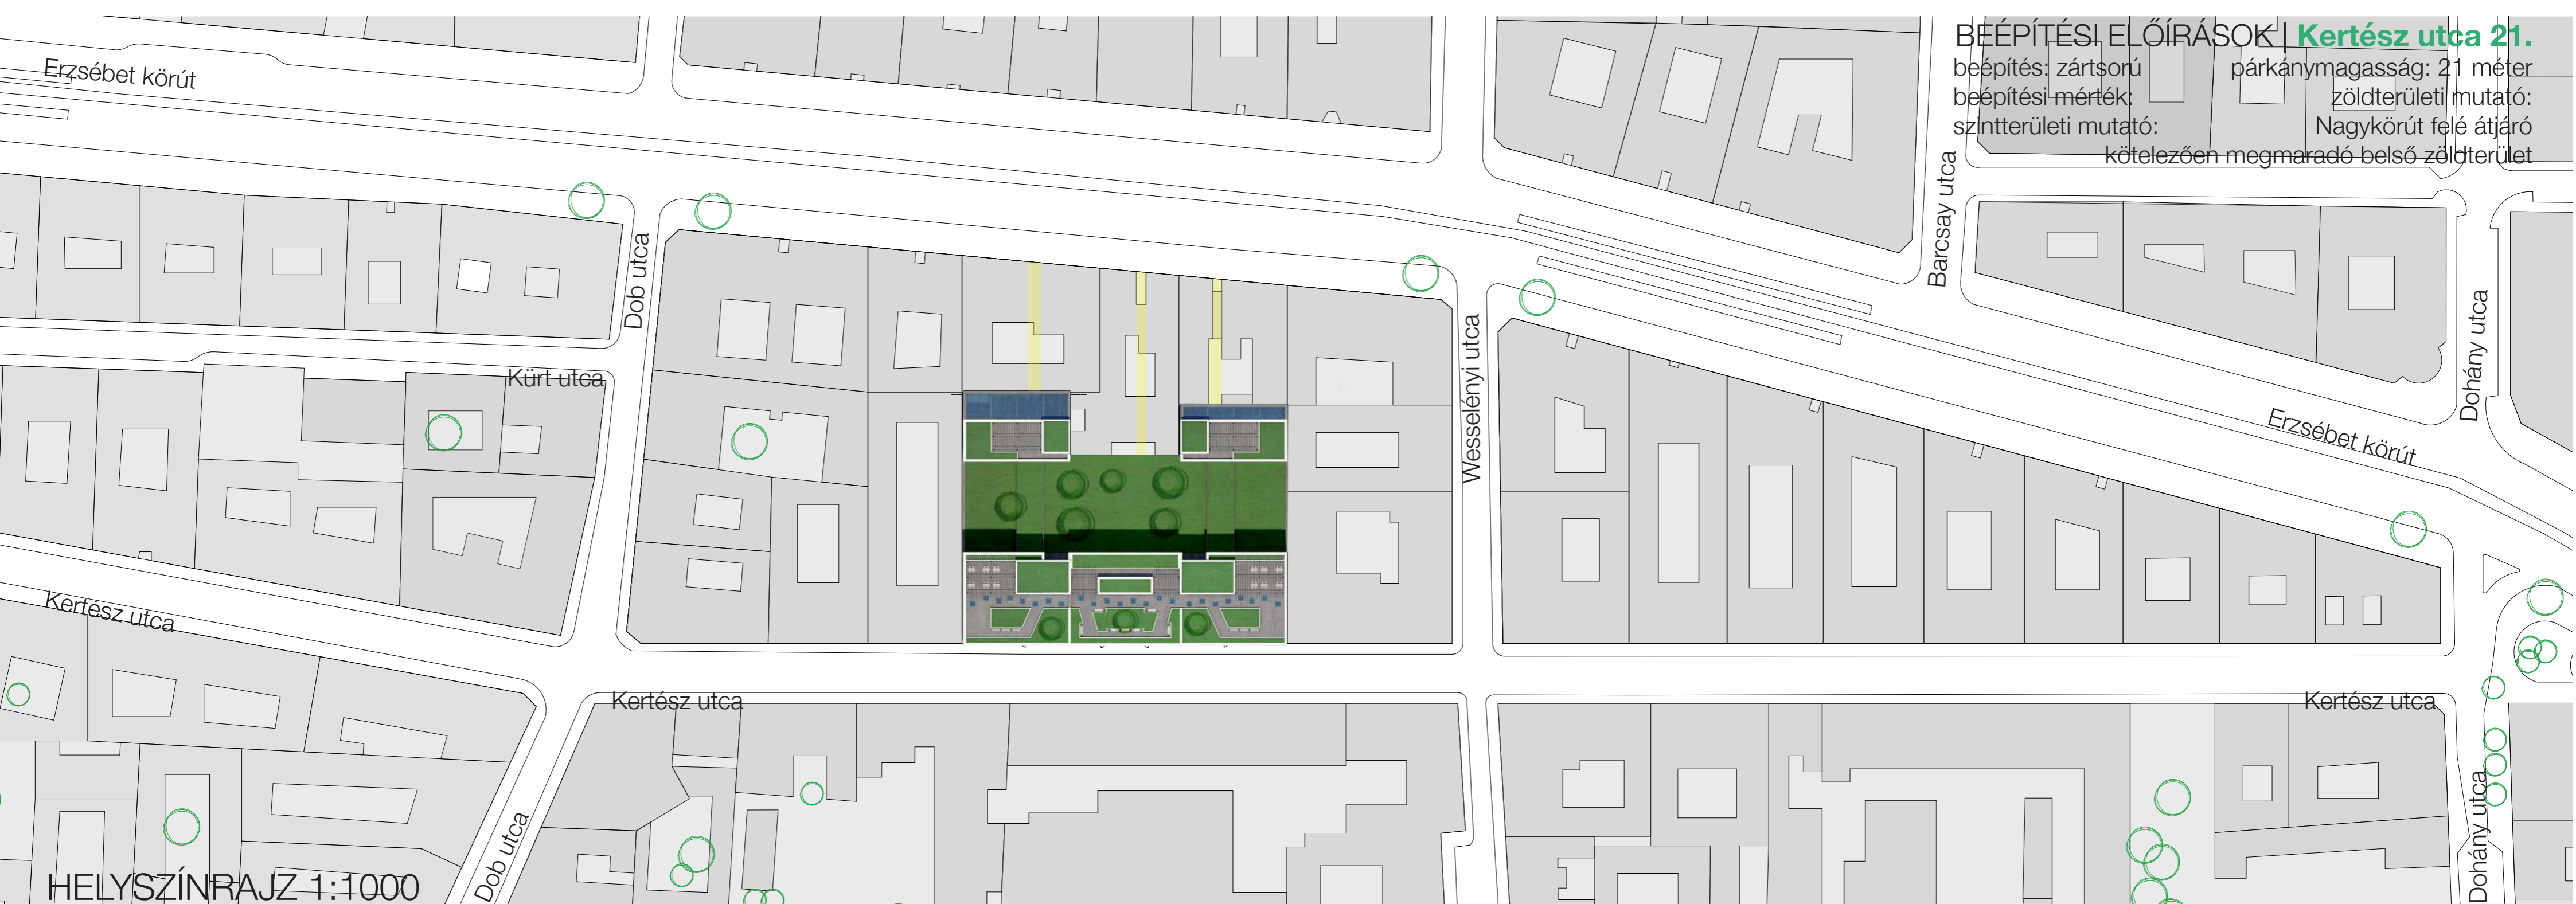 BEÉPÍTÉSI ELŐÍRÁSOK | Kertész utca 21.
beépítés: zártsorú párkánymagasság: 21 méter
beépítési mérték: zöldterületi mutató:
szintterületi mutató: Nagykörút felé átjáró
kötelezően megmaradó belső zöldterület
Erzsébet körút
Dob utca
Barcsay utca
Kürt utca
Wesselényi utca
Dohány utca
Erzsébet körút
Kertész utca
Kertész utca
Kertész utca
Dob utca
Dohány utca
HELYSZÍNRAJZ 1:1000